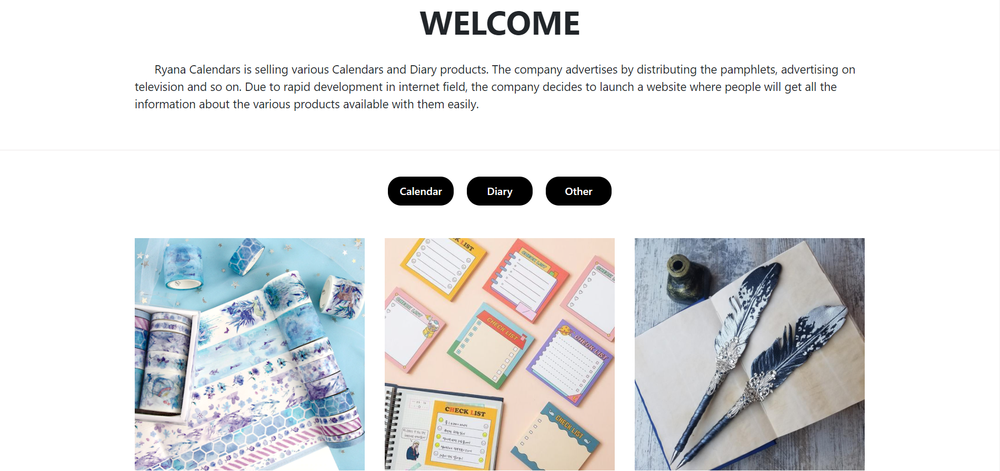 WELCOME
Ryana Calendars is selling various Calendars and Diary products. The company advertises by distributing the pamphlets, advertising on
television and so on. Due to rapid development in internet field, the company decides to launch a website where people will get all the
information about the various products available with them easily.
Calendar
Diary
Other
CHECK LIST
CHECK LIST
CHECK LIST
CHECK LIST
CHECK LIST
CHECK LIST